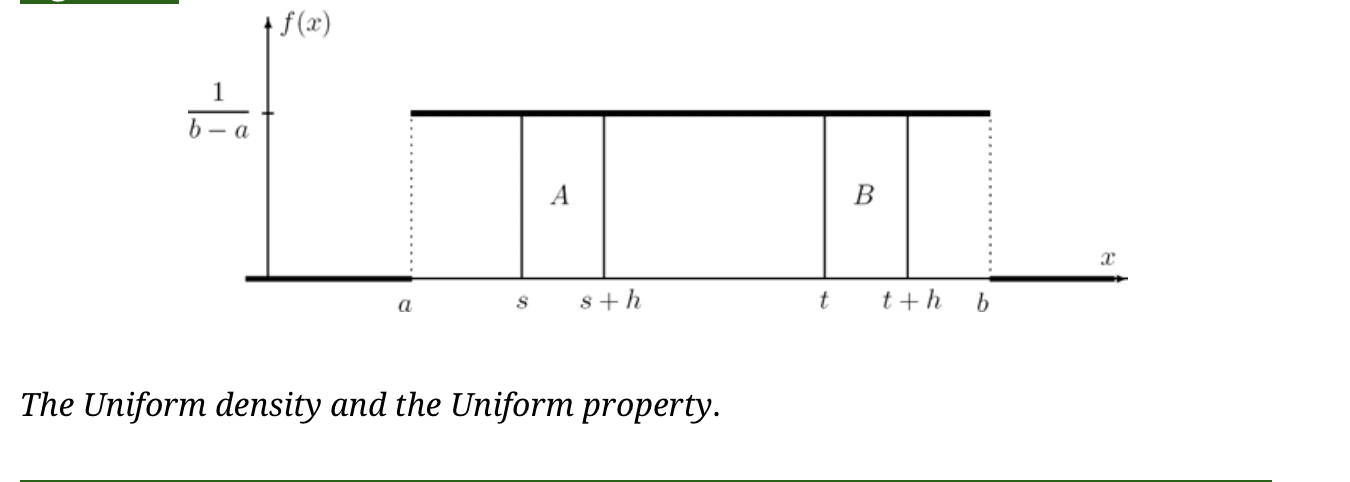 f(x)
1
b − a
A B
x
a s s + h t t + h b
The Uniform density and the Uniform property.